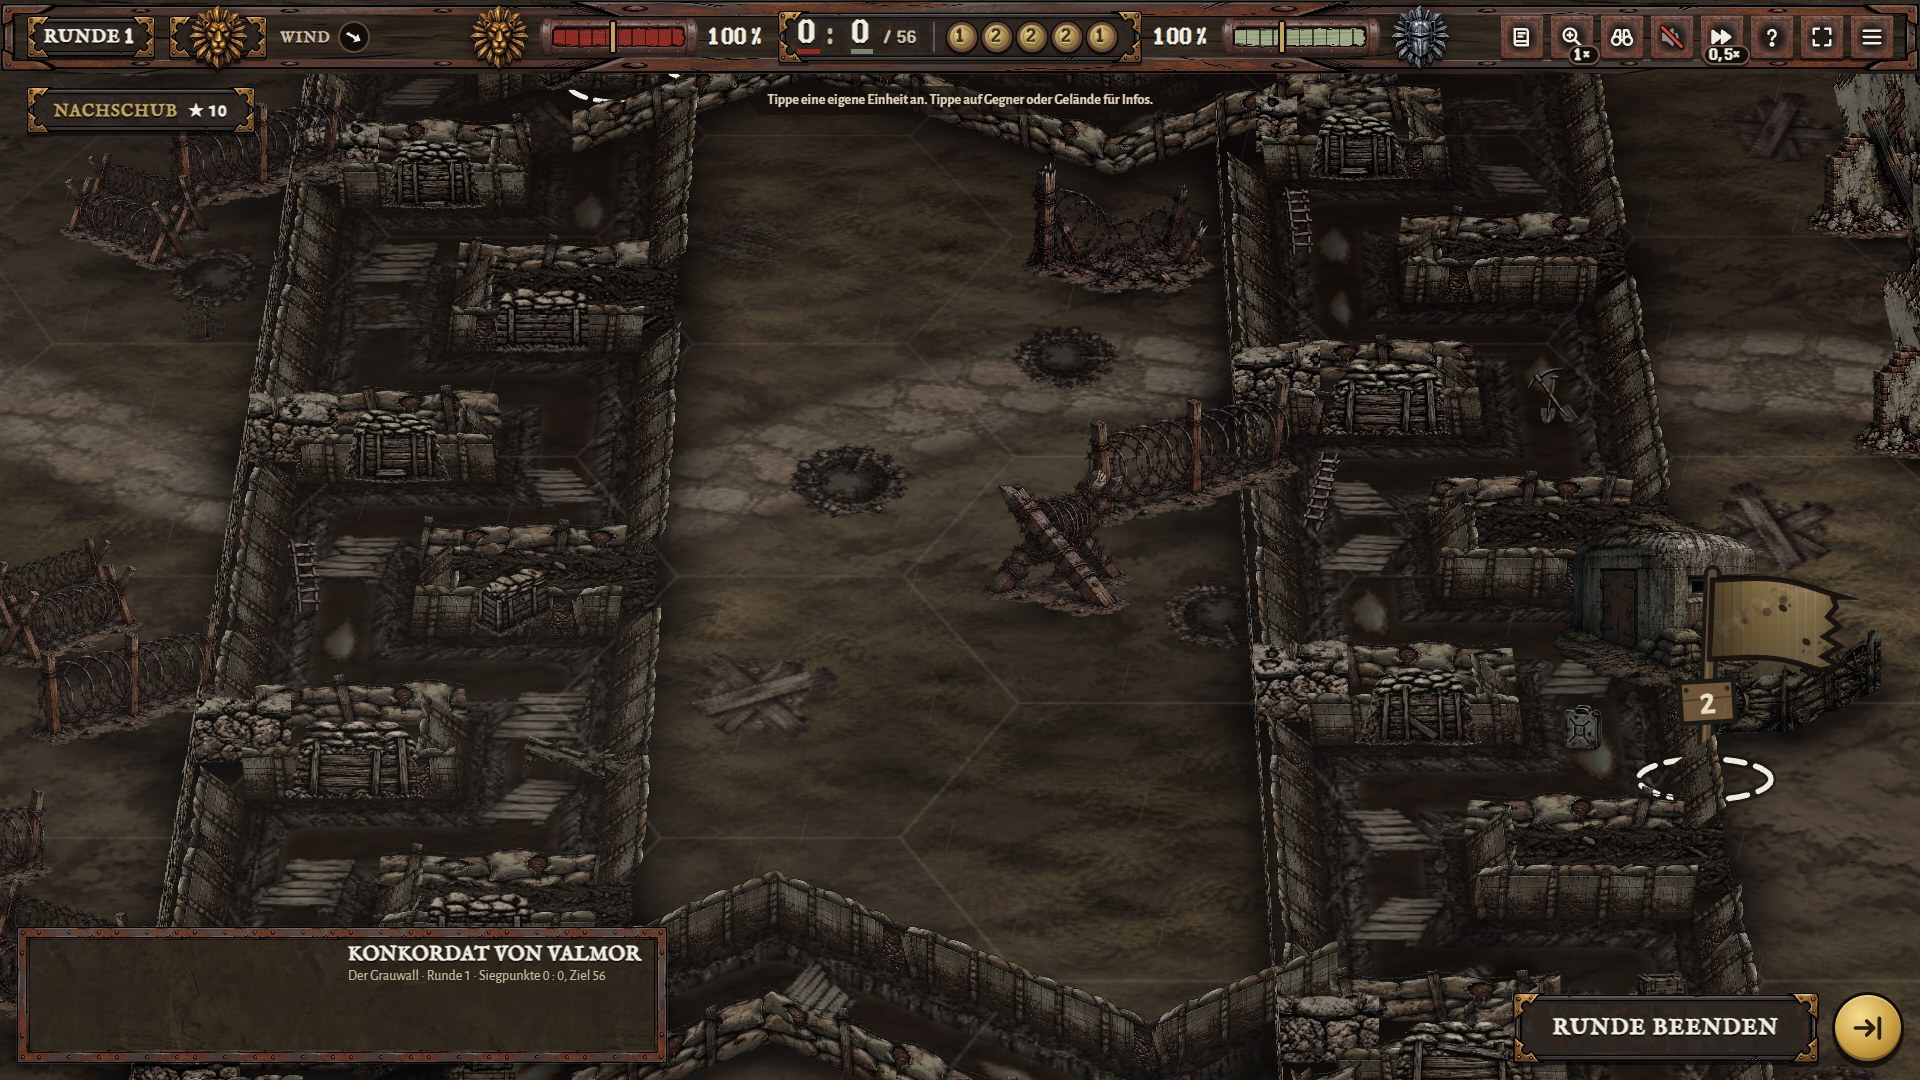 RUNDE 1
WIND
100%
0 : 0 / 56
1 2 2 2 1
100%
1×
0,5×
?
NACHSCHUB ★ 10
Tippe eine eigene Einheit an. Tippe auf Gegner oder Gelände für Infos.
2
KONKORDAT VON VALMOR
Der Grauwall · Runde 1 · Siegpunkte 0 : 0, Ziel 56
RUNDE BEENDEN